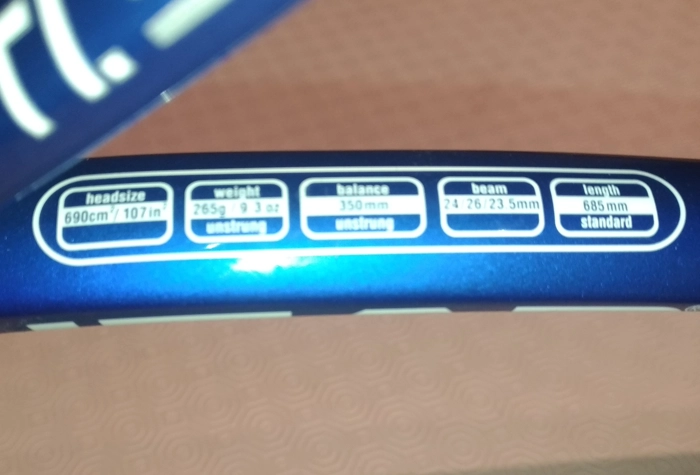 headsize
690cm²/107in²
weight
265g/9.3oz
unstrung
balance
350mm
unstrung
beam
24/26/23.5mm
length
685mm
standard